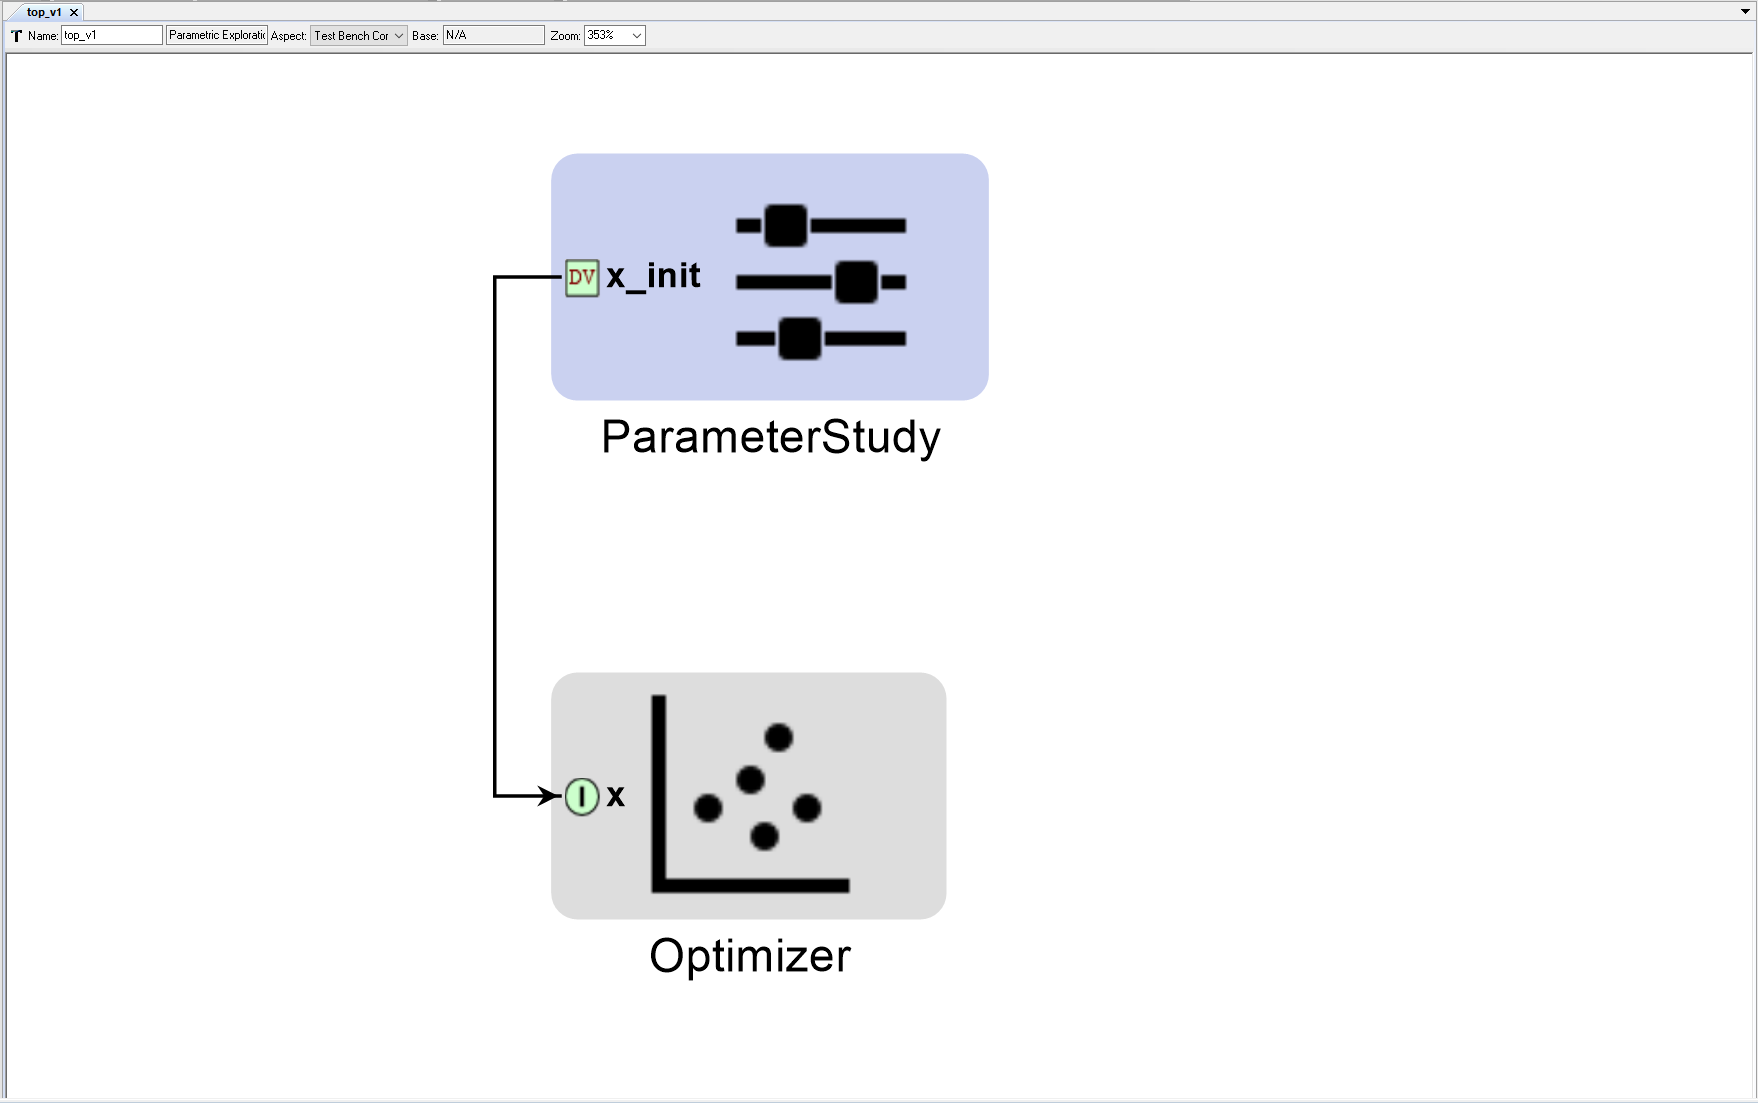 top_v1
Name: top_v1 Parametric Exploratic Aspect: Test Bench Cor Base: N/A Zoom: 353%
DV x_init
ParameterStudy
I x
Optimizer